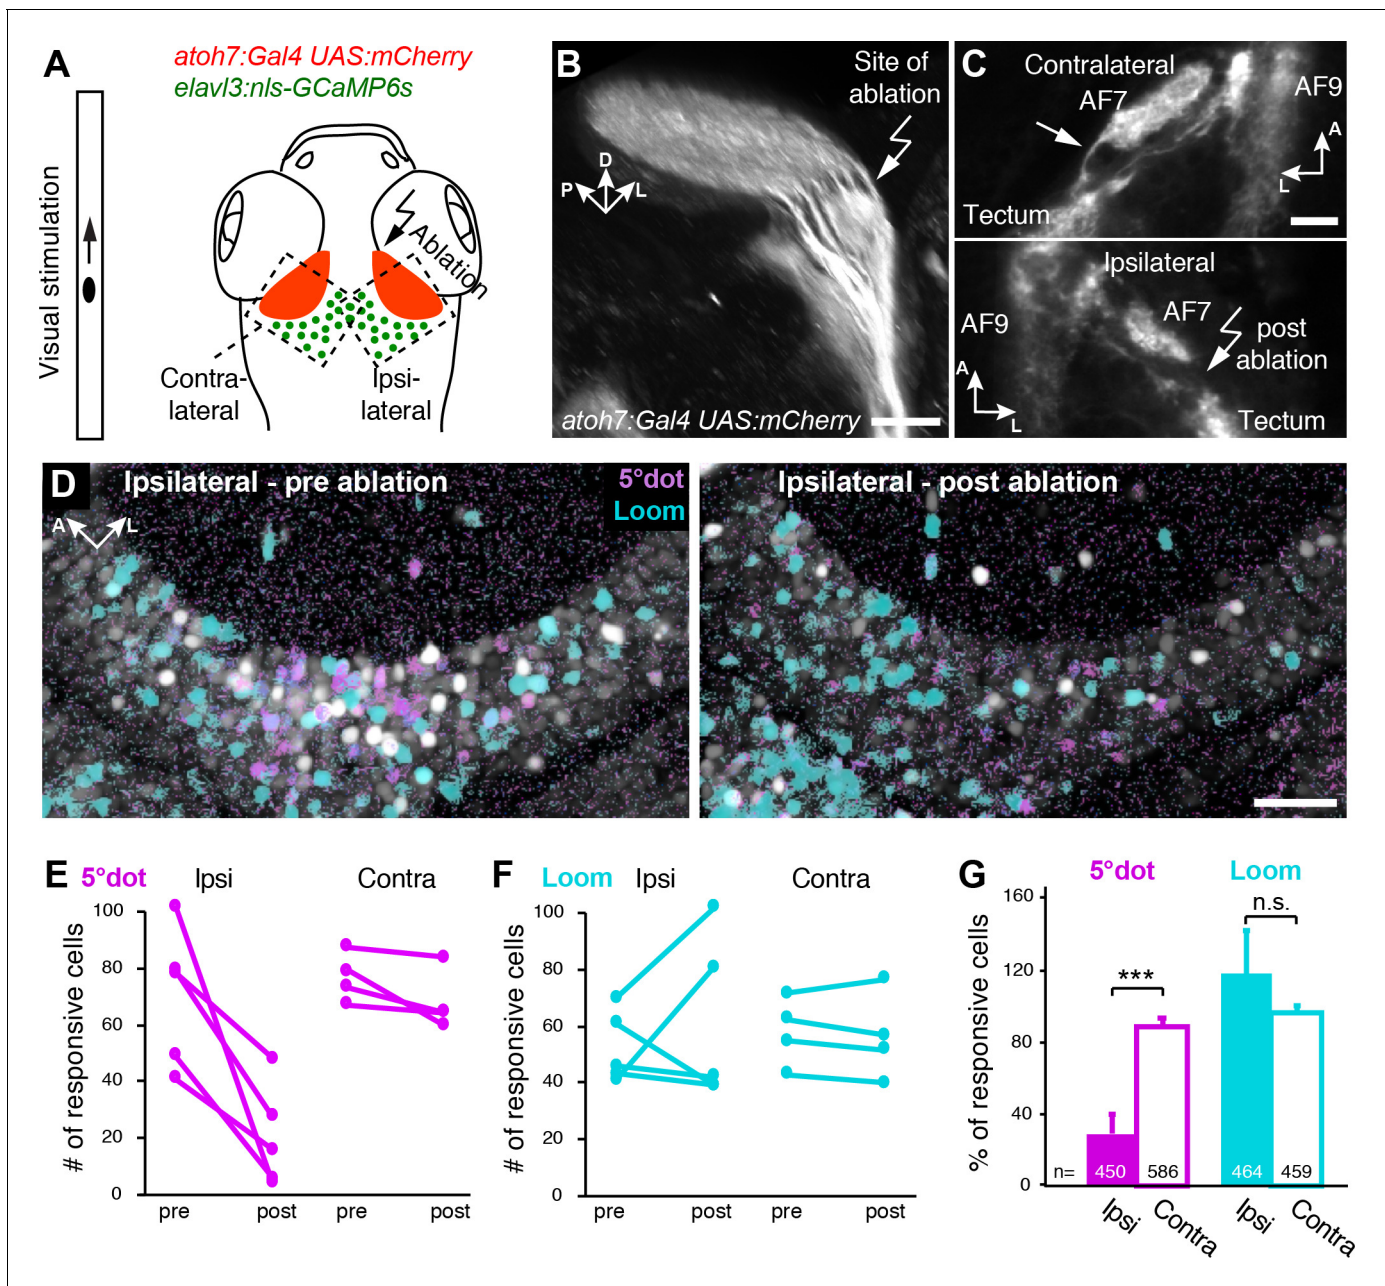 A
atoh7:Gal4 UAS:mCherry
elavl3:nls-GCaMP6s
Visual stimulation
Ablation
Contra-
lateral
Ipsi-
lateral
B
Site of
ablation
D
P
L
atoh7:Gal4 UAS:mCherry
C
Contralateral
AF7
AF9
A
L
Tectum
Ipsilateral
AF7
AF9
post
ablation
A
L
Tectum
D
Ipsilateral - pre ablation
5°dot
Loom
A
L
Ipsilateral - post ablation
E
5°dot
Ipsi
Contra
# of responsive cells
100
80
60
40
20
0
pre
post
pre
post
F
Loom
Ipsi
Contra
# of responsive cells
100
80
60
40
20
0
pre
post
pre
post
G
5°dot
Loom
% of responsive cells
160
120
80
40
0
***
n.s.
n=
450
586
464
459
Ipsi
Contra
Ipsi
Contra